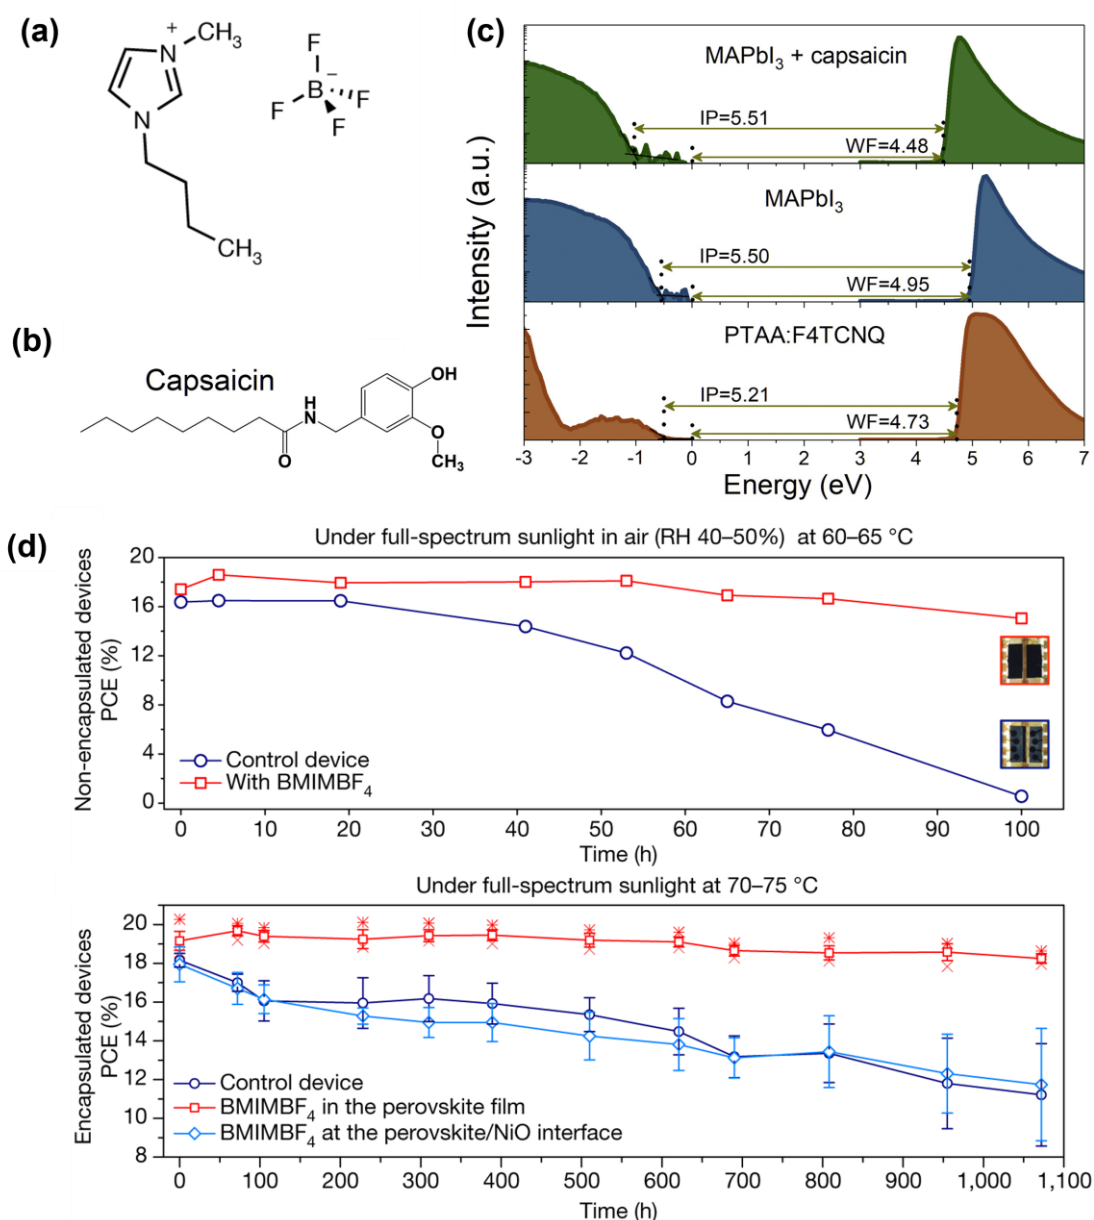 (a)
+
N
CH₃
N
CH₃
F
B
−
F
F
F
(b)
Capsaicin
OH
H
N
O
O
CH₃
(c)
MAPbI₃ + capsaicin
IP=5.51
WF=4.48
MAPbI₃
IP=5.50
WF=4.95
PTAA:F4TCNQ
IP=5.21
WF=4.73
Intensity (a.u.)
-3 -2 -1 0 1 2 3 4 5 6 7
Energy (eV)
(d)
Under full-spectrum sunlight in air (RH 40–50%) at 60–65 °C
Non-encapsulated devices
PCE (%)
20
16
12
8
4
0
Control device
With BMIMBF₄
0 10 20 30 40 50 60 70 80 90 100
Time (h)
Under full-spectrum sunlight at 70–75 °C
Encapsulated devices
PCE (%)
20
18
16
14
12
10
8
Control device
BMIMBF₄ in the perovskite film
BMIMBF₄ at the perovskite/NiO interface
0 100 200 300 400 500 600 700 800 900 1,000 1,100
Time (h)